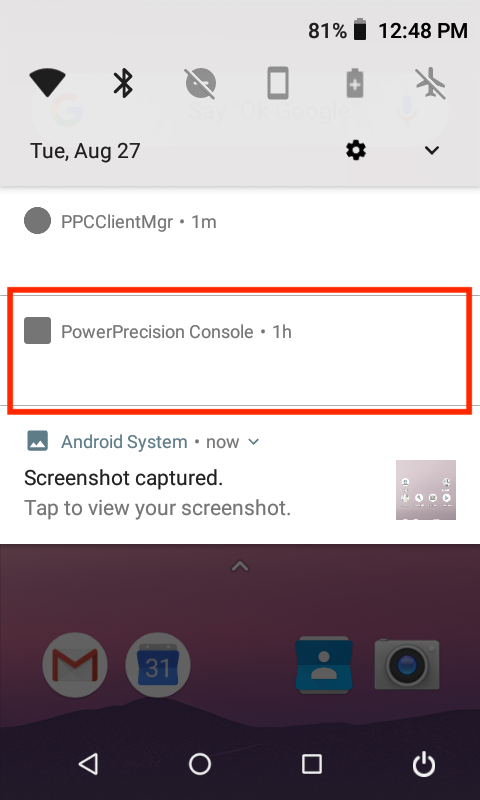 81% 12:48 PM
Say "Ok Google"
Tue, Aug 27
PPCClientMgr • 1m
PowerPrecision Console • 1h
Android System • now
Screenshot captured.
Tap to view your screenshot.
31